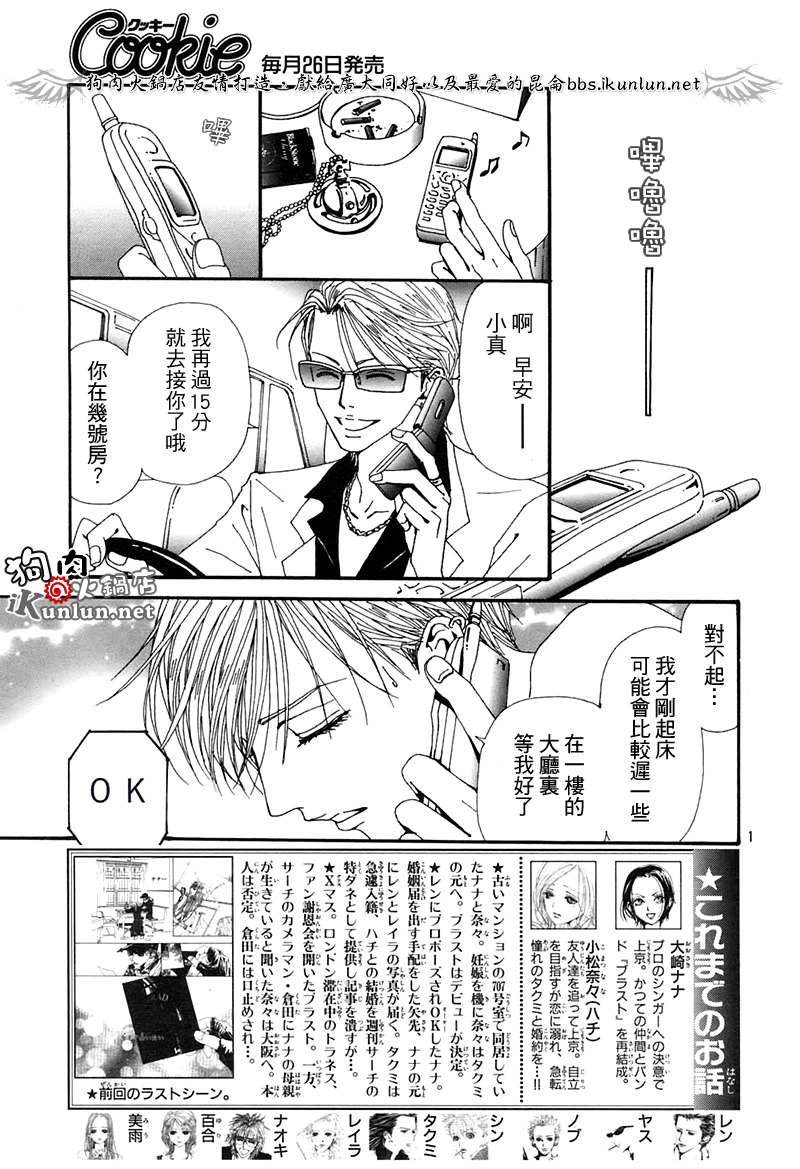 クッキー
Cookie
毎月26日発売
狗肉火鍋店友情打造・獻給廣大同好以及最愛的昆侖bbs.ikunlun.net
嗶嚕嚕
嗶
Black Stone
Cherry
啊 早安——
小真
我再過15分
就去接你了哦
你在幾號房？
狗肉
火鍋店
iKunlun.net
對不起…
我才剛起床
可能會比較遲一些
在一樓的
大廳裏
等我好了
OK
1
★これまでのお話
はなし
大崎ナナ
プロのシンガーへの決意で
上京。かつての仲間とバン
ド『ブラスト』を再結成。
小松奈々(ハチ)
友人達を追って上京。自立
を目指すが恋に溺れ、急転
憧れのタクミと婚約を…!!
★古いマンションの707号室で同居してい
たナナと奈々。妊娠を機に奈々はタクミ
の元へ。ブラストはデビューが決定。
★レンにプロポーズされOKしたナナ。
婚姻届を出す手配をした矢先、ナナの元
にレンとレイラの写真が届く。タクミは
急遽入籍、ハチとの結婚を週刊サーチの
特ダネとして提供し記事を潰すが…。
★Xマス。ロンドン滞在中のトラネス、
ファン謝恩会を開いたブラスト。一方、
サーチのカメラマン・倉田にナナの母親
が生きていると聞いた奈々は大阪へ。本
人は否定、倉田には口止めされ…。
★前回のラストシーン。
レン
ヤス
ノブ
シン
タクミ
レイラ
ナオキ
百合
ゆり
美雨
みう